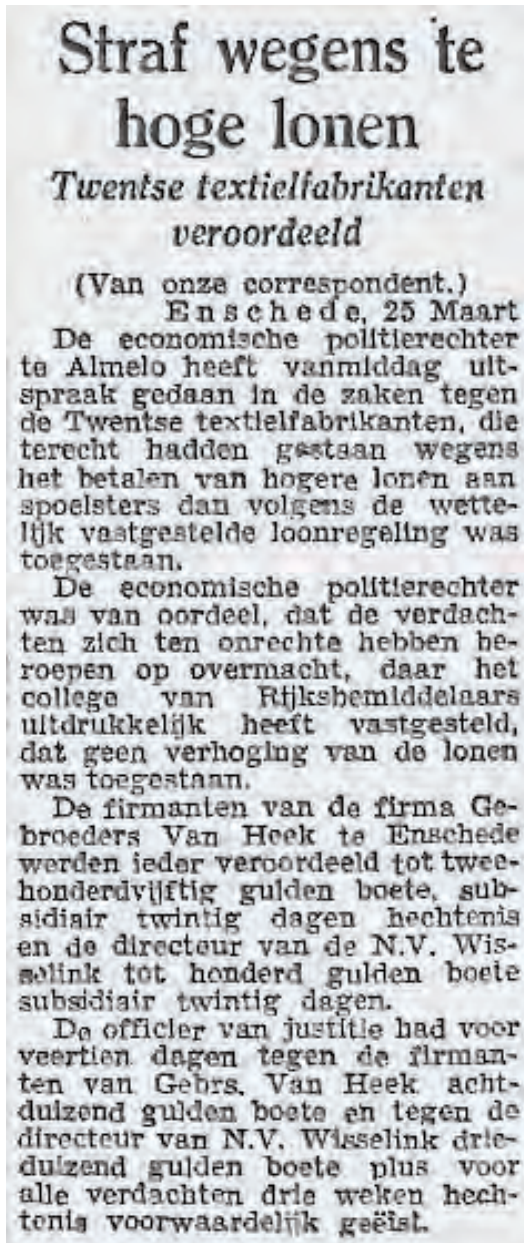 Straf wegens te
hoge lonen
Twentse textielfabrikanten
veroordeeld
(Van onze correspondent.)
Enschede, 25 Maart
De economische politierechter
te Almelo heeft vanmiddag uit-
spraak gedaan in de zaken tegen
de Twentse textielfabrikanten, die
terecht hadden gestaan wegens
het betalen van hogere lonen aan
spoelsters dan volgens de wette-
lijk vastgestelde loonregeling was
toegestaan.
De economische politierechter
was van oordeel, dat de verdach-
ten zich ten onrechte hebben be-
roepen op overmacht, daar het
college van Rijksbemiddelaars
uitdrukkelijk heeft vastgesteld,
dat geen verhoging van de lonen
was toegestaan.
De firmanten van de firma Ge-
broeders Van Heek te Enschede
werden ieder veroordeeld tot twee-
honderdvijftig gulden boete, sub-
sidiair twintig dagen hechtenis
en de directeur van de N.V. Wis-
selink tot honderd gulden boete
subsidiair twintig dagen.
De officier van justitie had voor
veertien dagen tegen de firman-
ten van Gebrs. Van Heek acht-
duizend gulden boete en tegen de
directeur van N.V. Wisselink drie-
duizend gulden boete plus voor
alle verdachten drie weken hech-
tenis voorwaardelijk geëist.